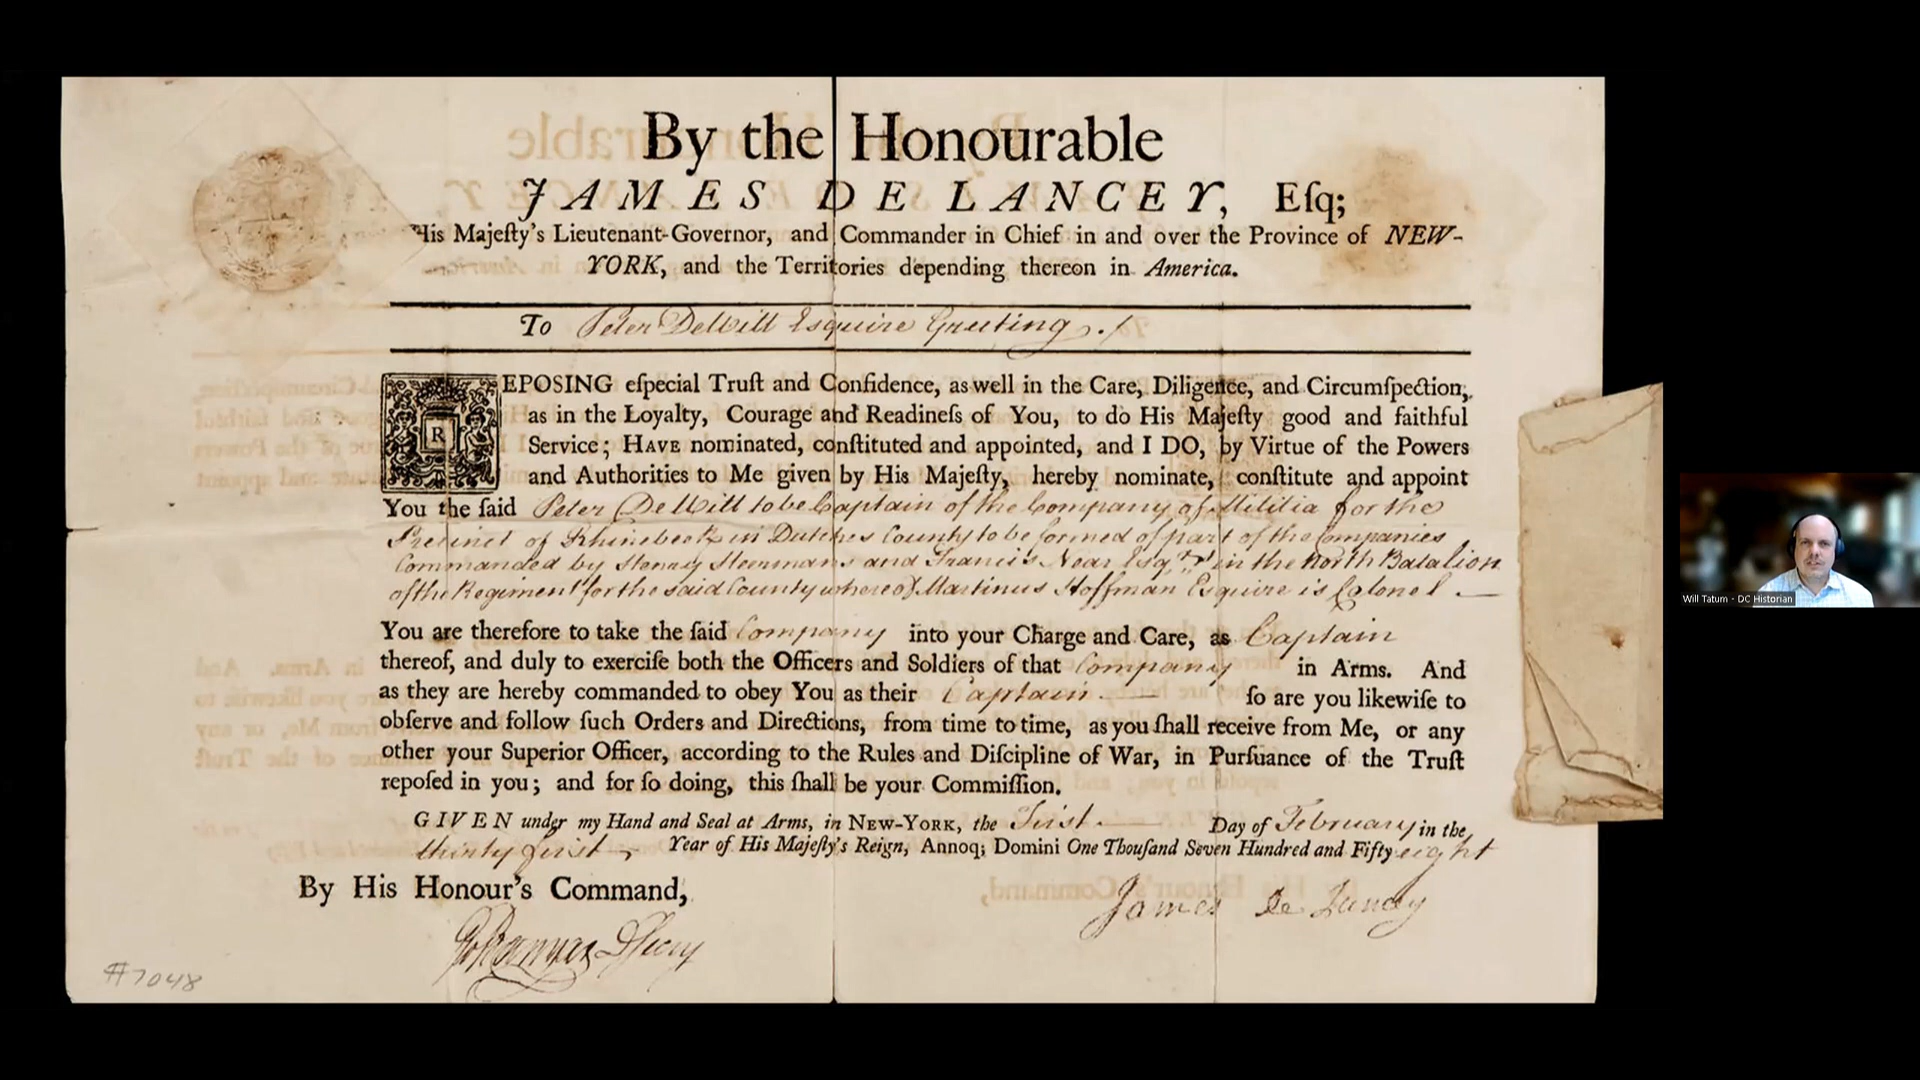 By the Honourable
JAMES DE LANCEY, Eſq;
His Majeſty's Lieutenant-Governor, and Commander in Chief in and over the Province of NEW-
YORK, and the Territories depending thereon in America.
To Peter DeWitt Esquire Greeting
REPOSING eſpecial Truſt and Confidence, as well in the Care, Diligence, and Circumſpection,
as in the Loyalty, Courage and Readineſs of You, to do His Majeſty good and faithful
Service; HAVE nominated, conſtituted and appointed, and I DO, by Virtue of the Powers
and Authorities to Me given by His Majeſty, hereby nominate, conſtitute and appoint
You the ſaid Peter DeWitt to be Captain of the Company of Militia for the
Precinct of Rhinebeck in Dutches County to be formed of part of the Companies
Commanded by Henry Heermans and Francis Near Esqrs in the North Batalion
of the Regiment for the said County whereof Martinus Hoffman Esquire is Colonel
You are therefore to take the ſaid Company into your Charge and Care, as Captain
thereof, and duly to exerciſe both the Officers and Soldiers of that Company in Arms. And
as they are hereby commanded to obey You as their Captain ſo are you likewiſe to
obſerve and follow ſuch Orders and Directions, from time to time, as you ſhall receive from Me, or any
other your Superior Officer, according to the Rules and Diſcipline of War, in Purſuance of the Truſt
repoſed in you; and for ſo doing, this ſhall be your Commiſſion.
GIVEN under my Hand and Seal at Arms, in NEW-YORK, the First Day of February in the
thirty first Year of His Majeſty's Reign, Annoq; Domini One Thouſand Seven Hundred and Fifty eight
By His Honour's Command,
James De Lancey
#7048
Will Tatum - DC Historian